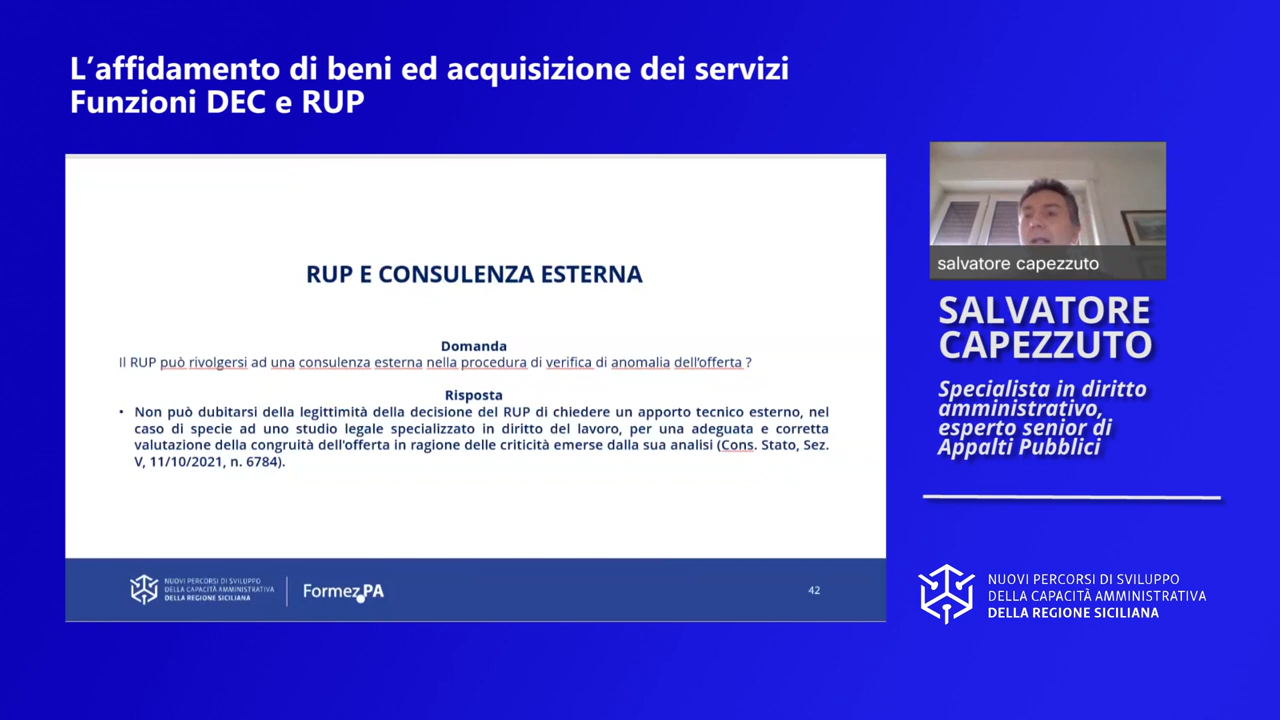 L'affidamento di beni ed acquisizione dei servizi
Funzioni DEC e RUP
RUP E CONSULENZA ESTERNA
Domanda
Il RUP può rivolgersi ad una consulenza esterna nella procedura di verifica di anomalia dell'offerta ?
Risposta
• Non può dubitarsi della legittimità della decisione del RUP di chiedere un apporto tecnico esterno, nel
caso di specie ad uno studio legale specializzato in diritto del lavoro, per una adeguata e corretta
valutazione della congruità dell'offerta in ragione delle criticità emerse dalla sua analisi (Cons. Stato, Sez.
V, 11/10/2021, n. 6784).
NUOVI PERCORSI DI SVILUPPO
DELLA CAPACITÀ AMMINISTRATIVA
DELLA REGIONE SICILIANA
Formez PA
42
salvatore capezzuto
SALVATORE
CAPEZZUTO
Specialista in diritto
amministrativo,
esperto senior di
Appalti Pubblici
NUOVI PERCORSI DI SVILUPPO
DELLA CAPACITÀ AMMINISTRATIVA
DELLA REGIONE SICILIANA